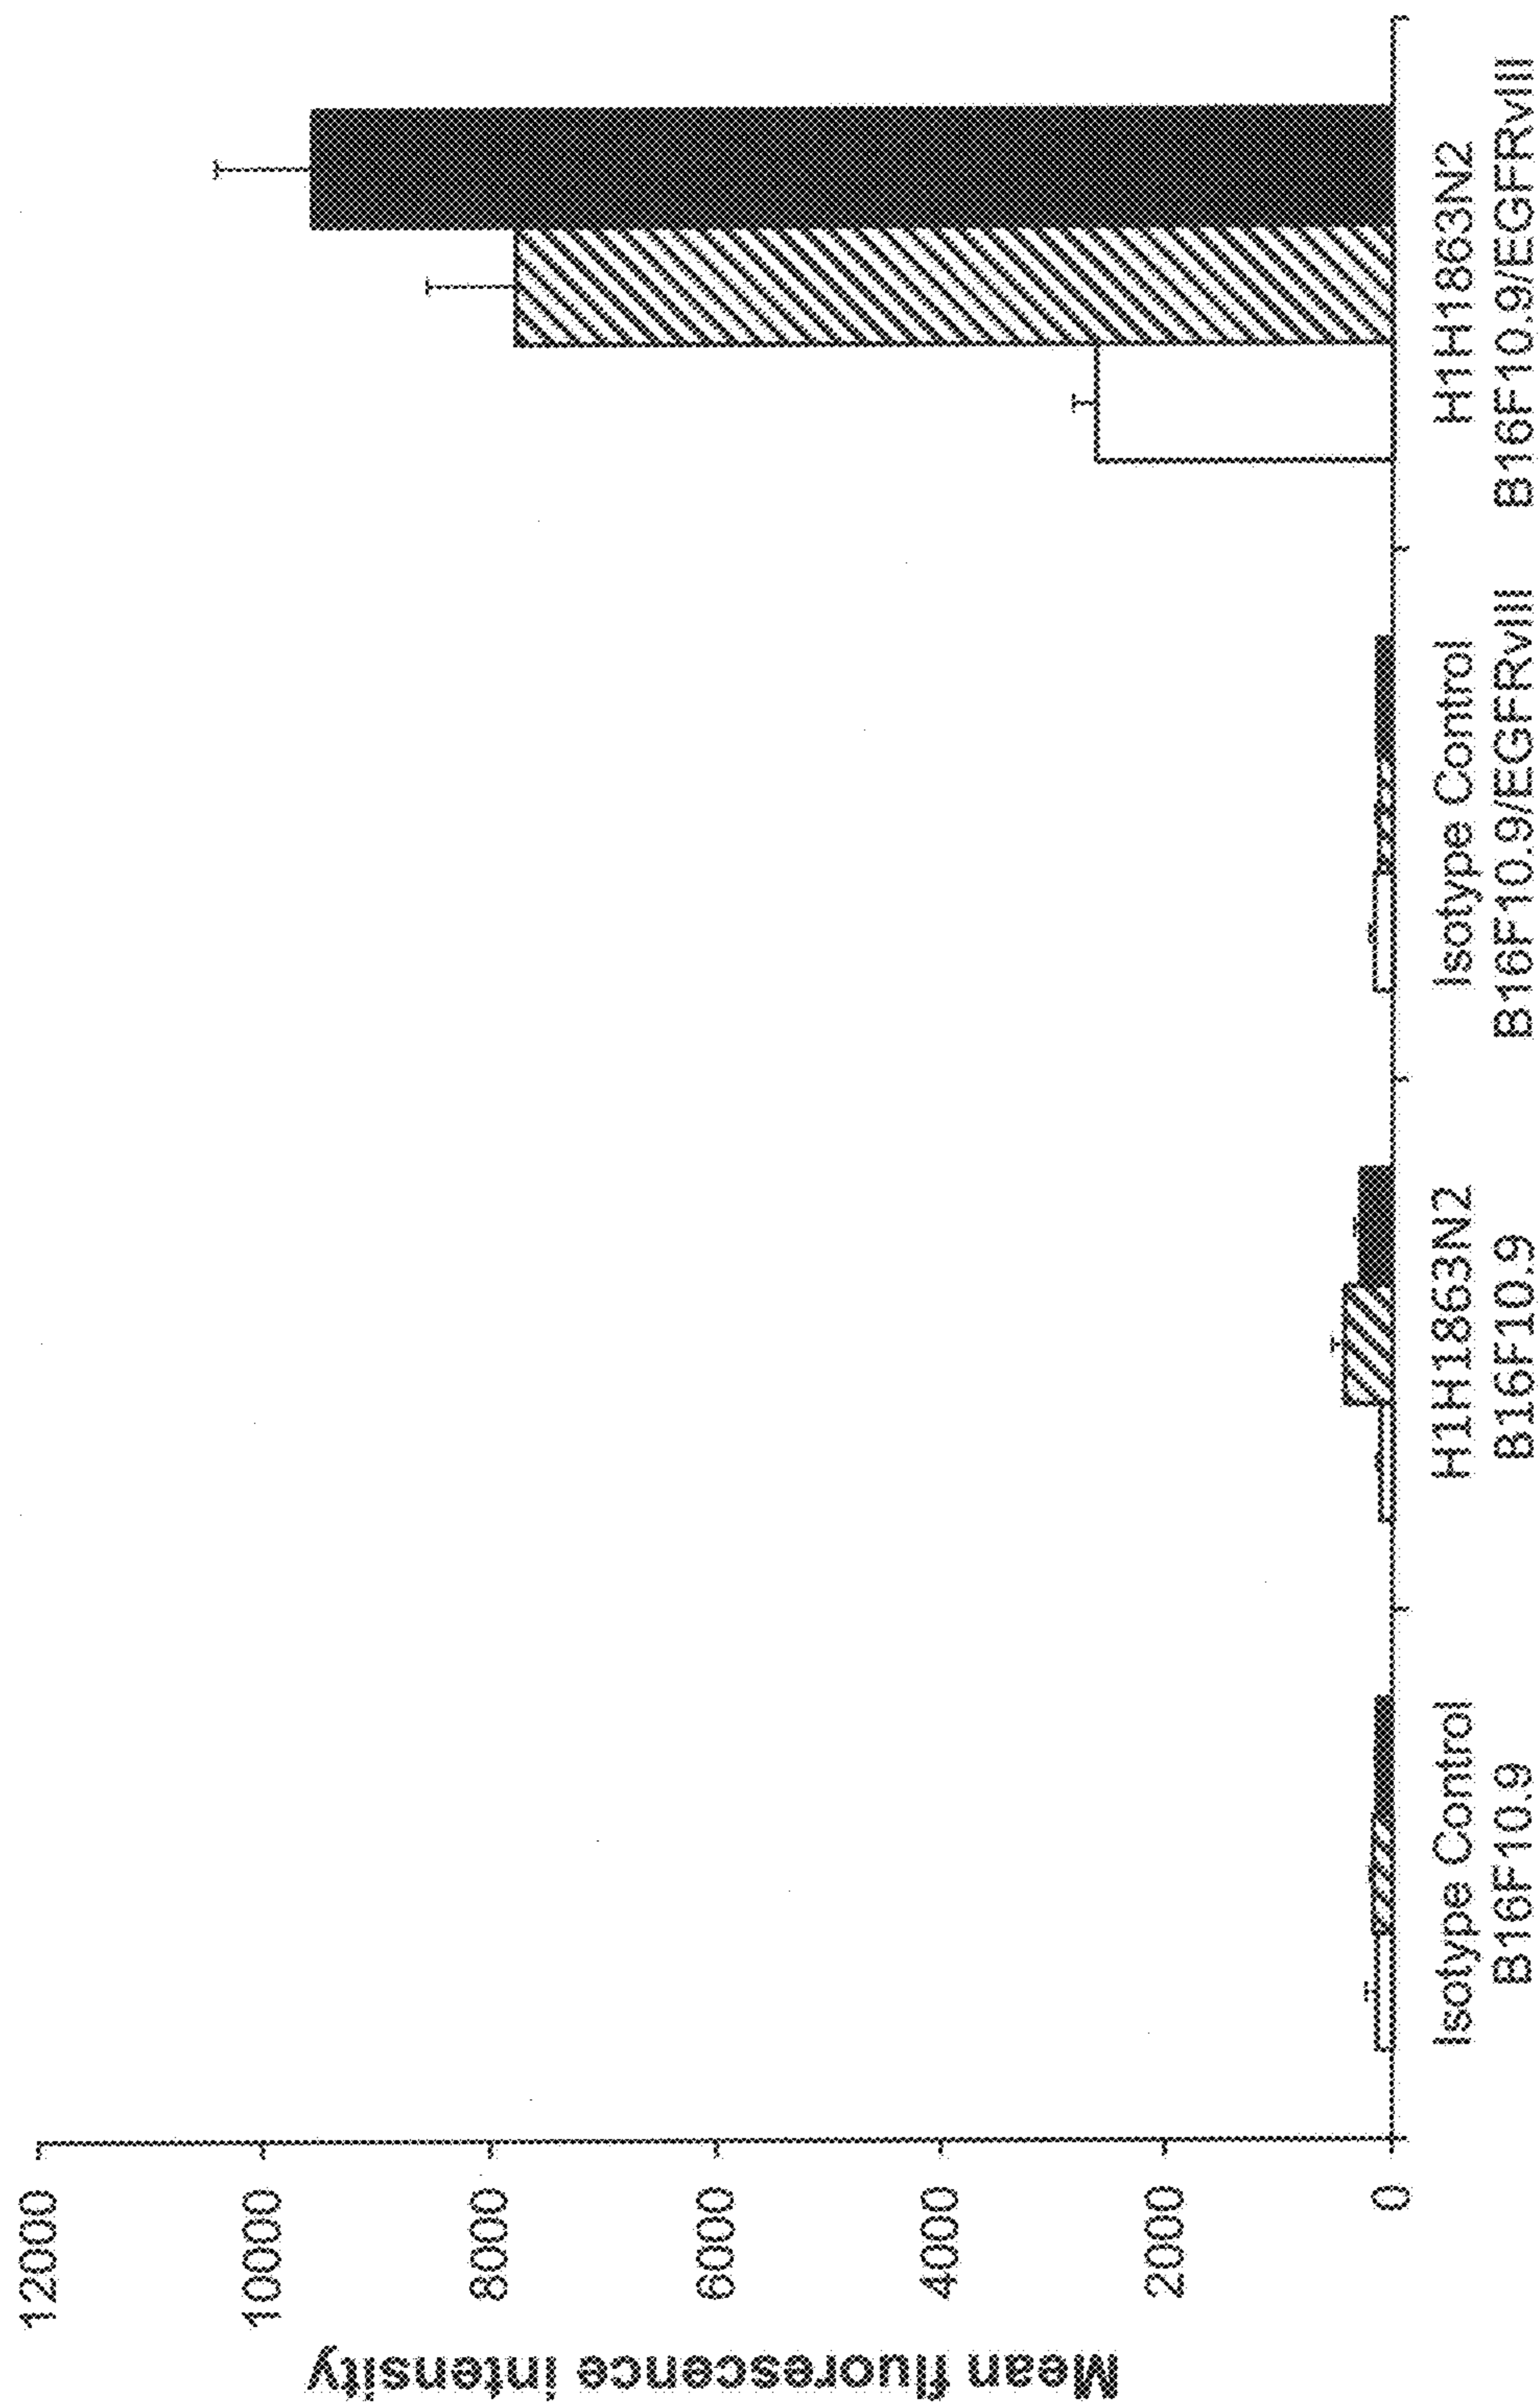 Mean fluorescence intensity
12000
10000
8000
6000
4000
2000
0
Isotype Control
B16F10.9
H1H1863N2
B16F10.9
Isotype Control
B16F10.9/EGFRvIII
H1H1863N2
B16F10.9/EGFRvIII